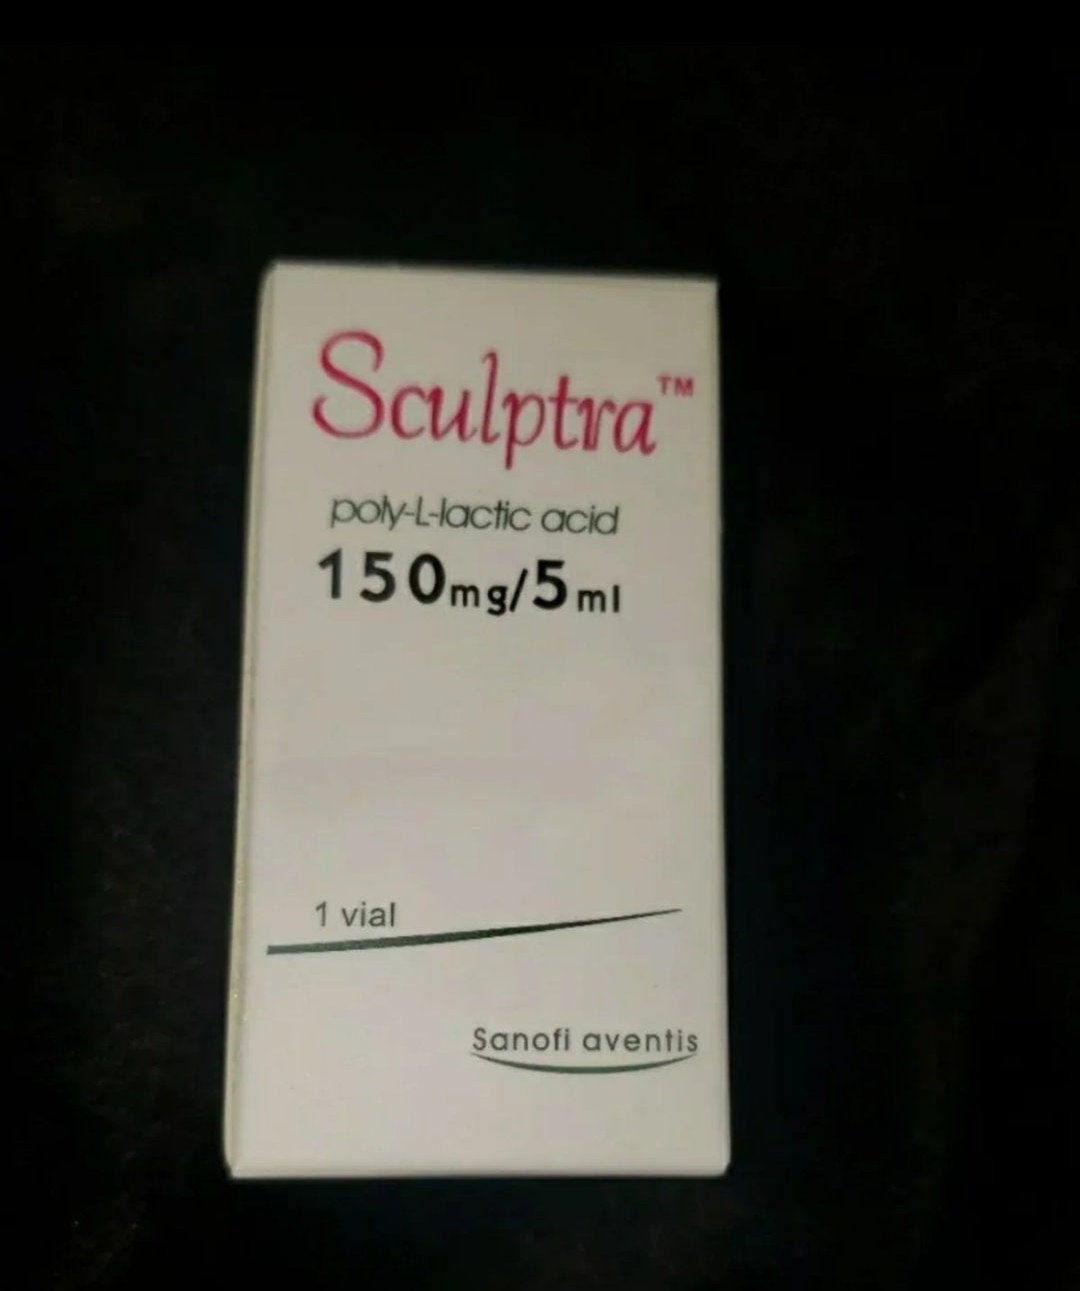 Sculptra™
poly-L-lactic acid
150mg/5ml
1 vial
Sanofi aventis